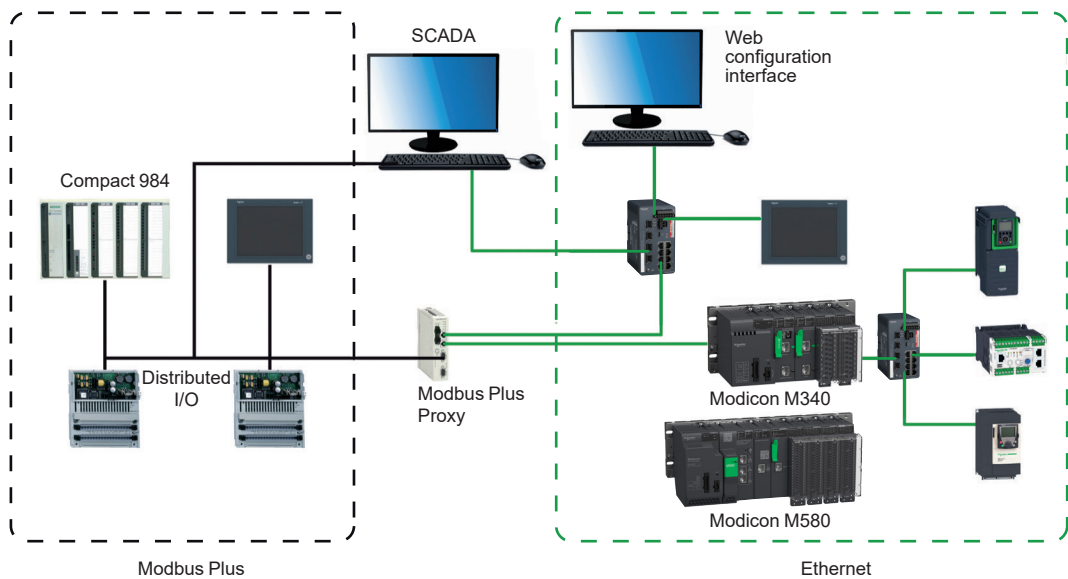 SCADA
Web
configuration
interface
Compact 984
Distributed
I/O
Modbus Plus
Proxy
Modicon M340
Modicon M580
Modbus Plus
Ethernet